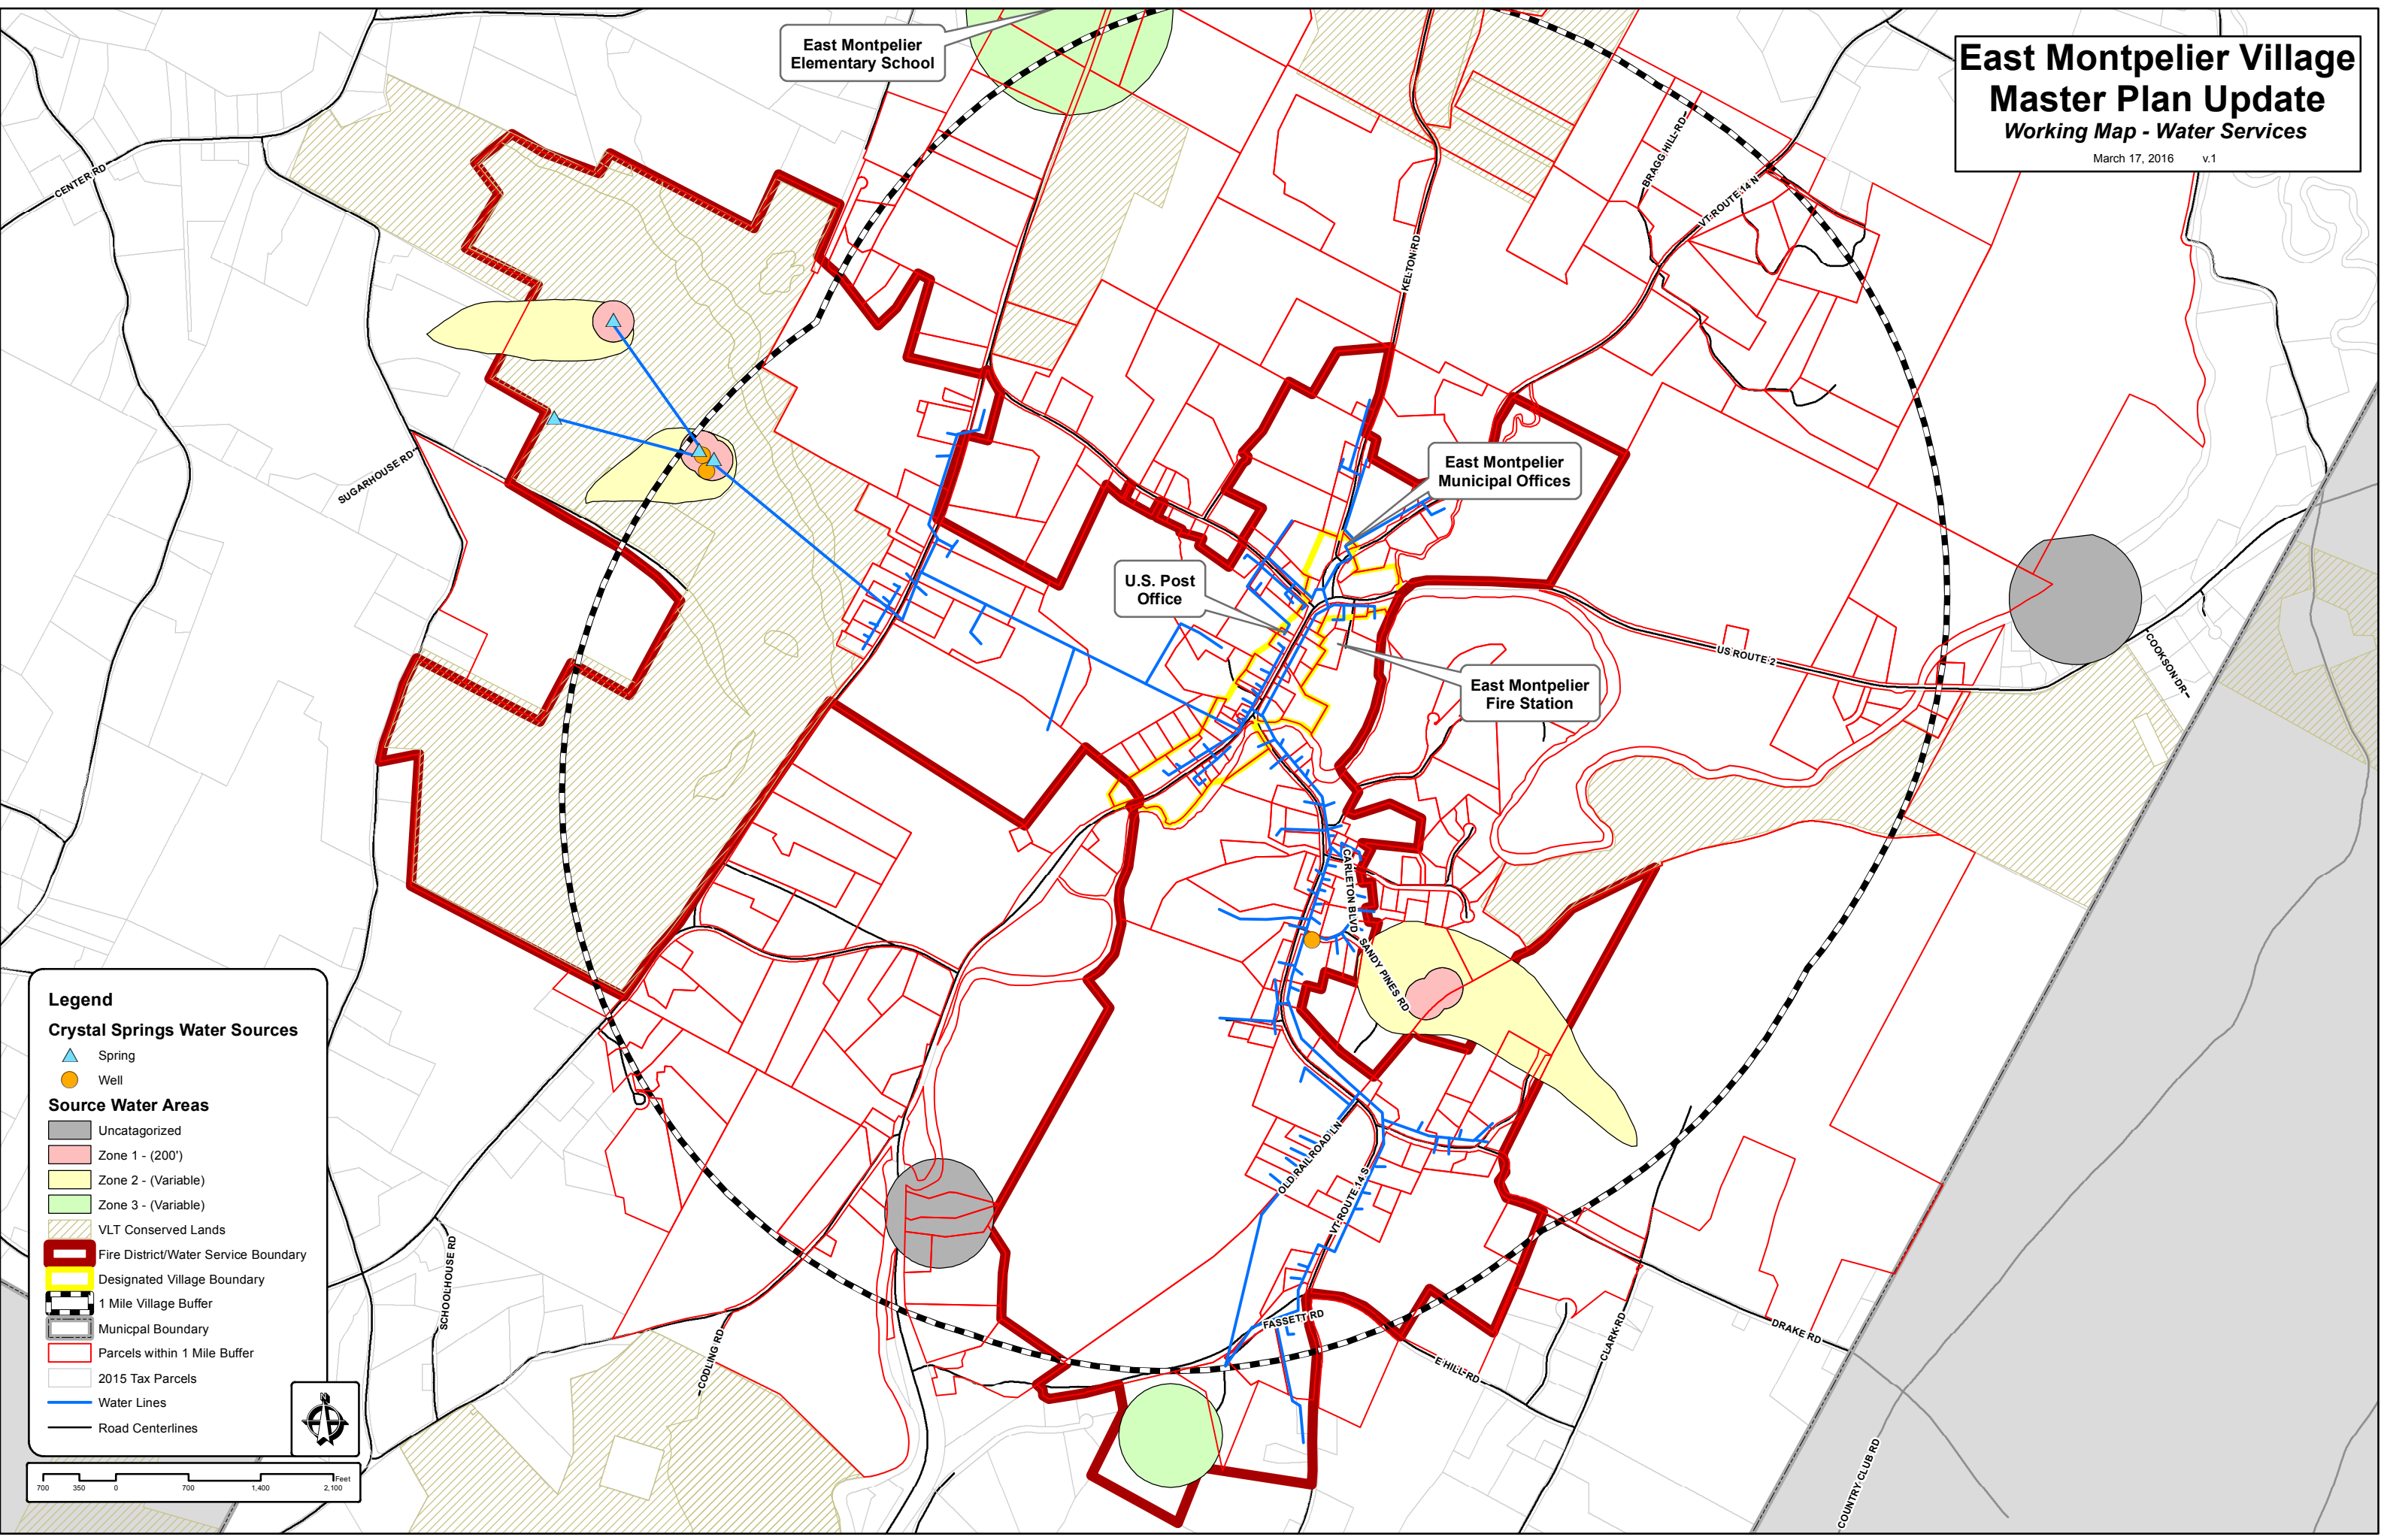 East Montpelier Village
Master Plan Update
Working Map - Water Services
March 17, 2016 v.1
East Montpelier
Elementary School
CENTER RD
BRAGG HILL RD
VT ROUTE 14 N
KELTON RD
SUGARHOUSE RD
East Montpelier
Municipal Offices
U.S. Post
Office
US ROUTE 2
COOKSON DR
East Montpelier
Fire Station
CARLETON BLVD
SANDY PINES RD
OLD RAILROAD LN
VT ROUTE 14 S
SCHOOLHOUSE RD
CODLING RD
FASSETT RD
E HILL RD
CLARK RD
DRAKE RD
COUNTRY CLUB RD
Legend
Crystal Springs Water Sources
Spring
Well
Source Water Areas
Uncatagorized
Zone 1 - (200')
Zone 2 - (Variable)
Zone 3 - (Variable)
VLT Conserved Lands
Fire District/Water Service Boundary
Designated Village Boundary
1 Mile Village Buffer
Municpal Boundary
Parcels within 1 Mile Buffer
2015 Tax Parcels
Water Lines
Road Centerlines
N
Feet
700 350 0 700 1,400 2,100